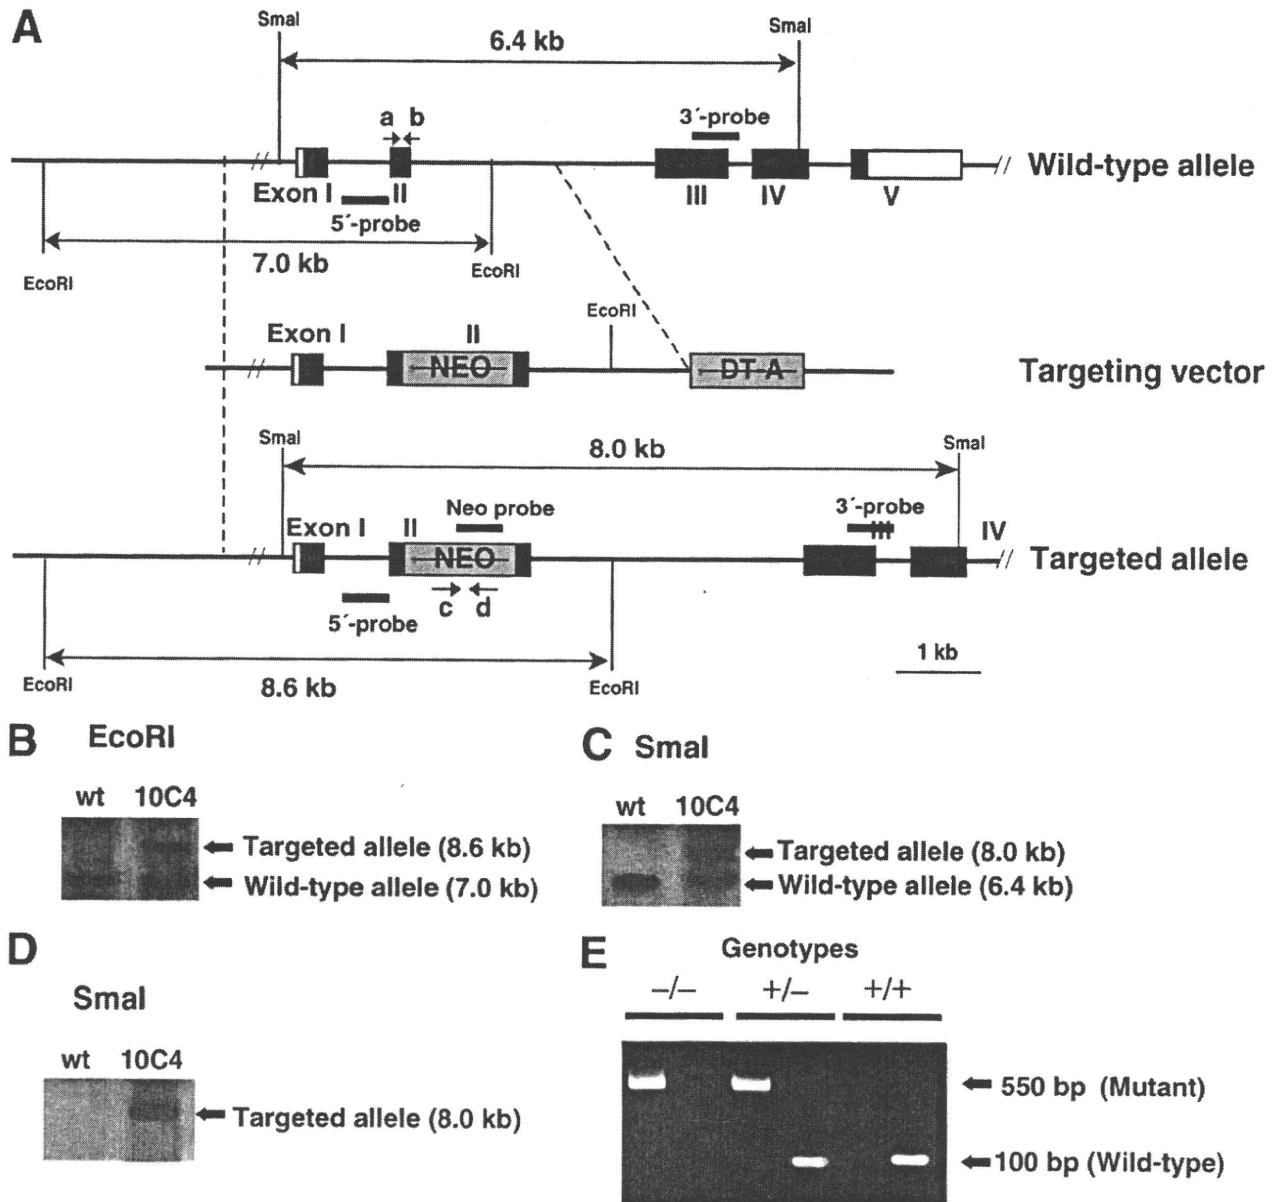 A
SmaI
SmaI
6.4 kb
a b
3´-probe
Wild-type allele
Exon I
II
III
IV
V
5´-probe
7.0 kb
EcoRI
EcoRI
EcoRI
Exon I
II
NEO
DT-A
Targeting vector
SmaI
8.0 kb
SmaI
Neo probe
3´-probe
Exon I
II
III
IV
NEO
Targeted allele
c d
5´-probe
1 kb
EcoRI
8.6 kb
EcoRI
B EcoRI
wt 10C4
Targeted allele (8.6 kb)
Wild-type allele (7.0 kb)
C SmaI
wt 10C4
Targeted allele (8.0 kb)
Wild-type allele (6.4 kb)
D
SmaI
wt 10C4
Targeted allele (8.0 kb)
E Genotypes
–/– +/– +/+
550 bp (Mutant)
100 bp (Wild-type)